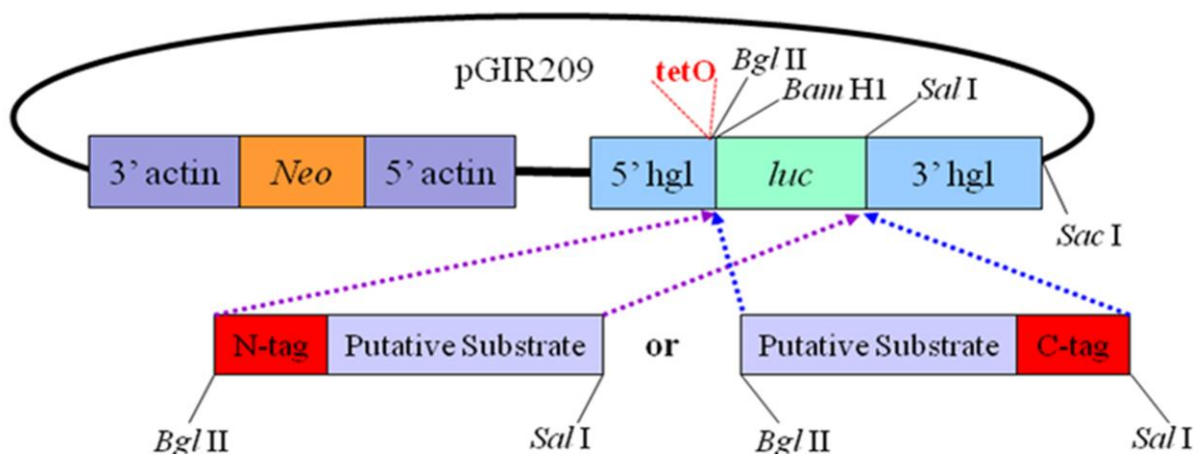 pGIR209
tetO
Bgl II
Bam H1
Sal I
3' actin
Neo
5' actin
5' hgl
luc
3' hgl
Sac I
N-tag
Putative Substrate
or
Putative Substrate
C-tag
Bgl II
Sal I
Bgl II
Sal I